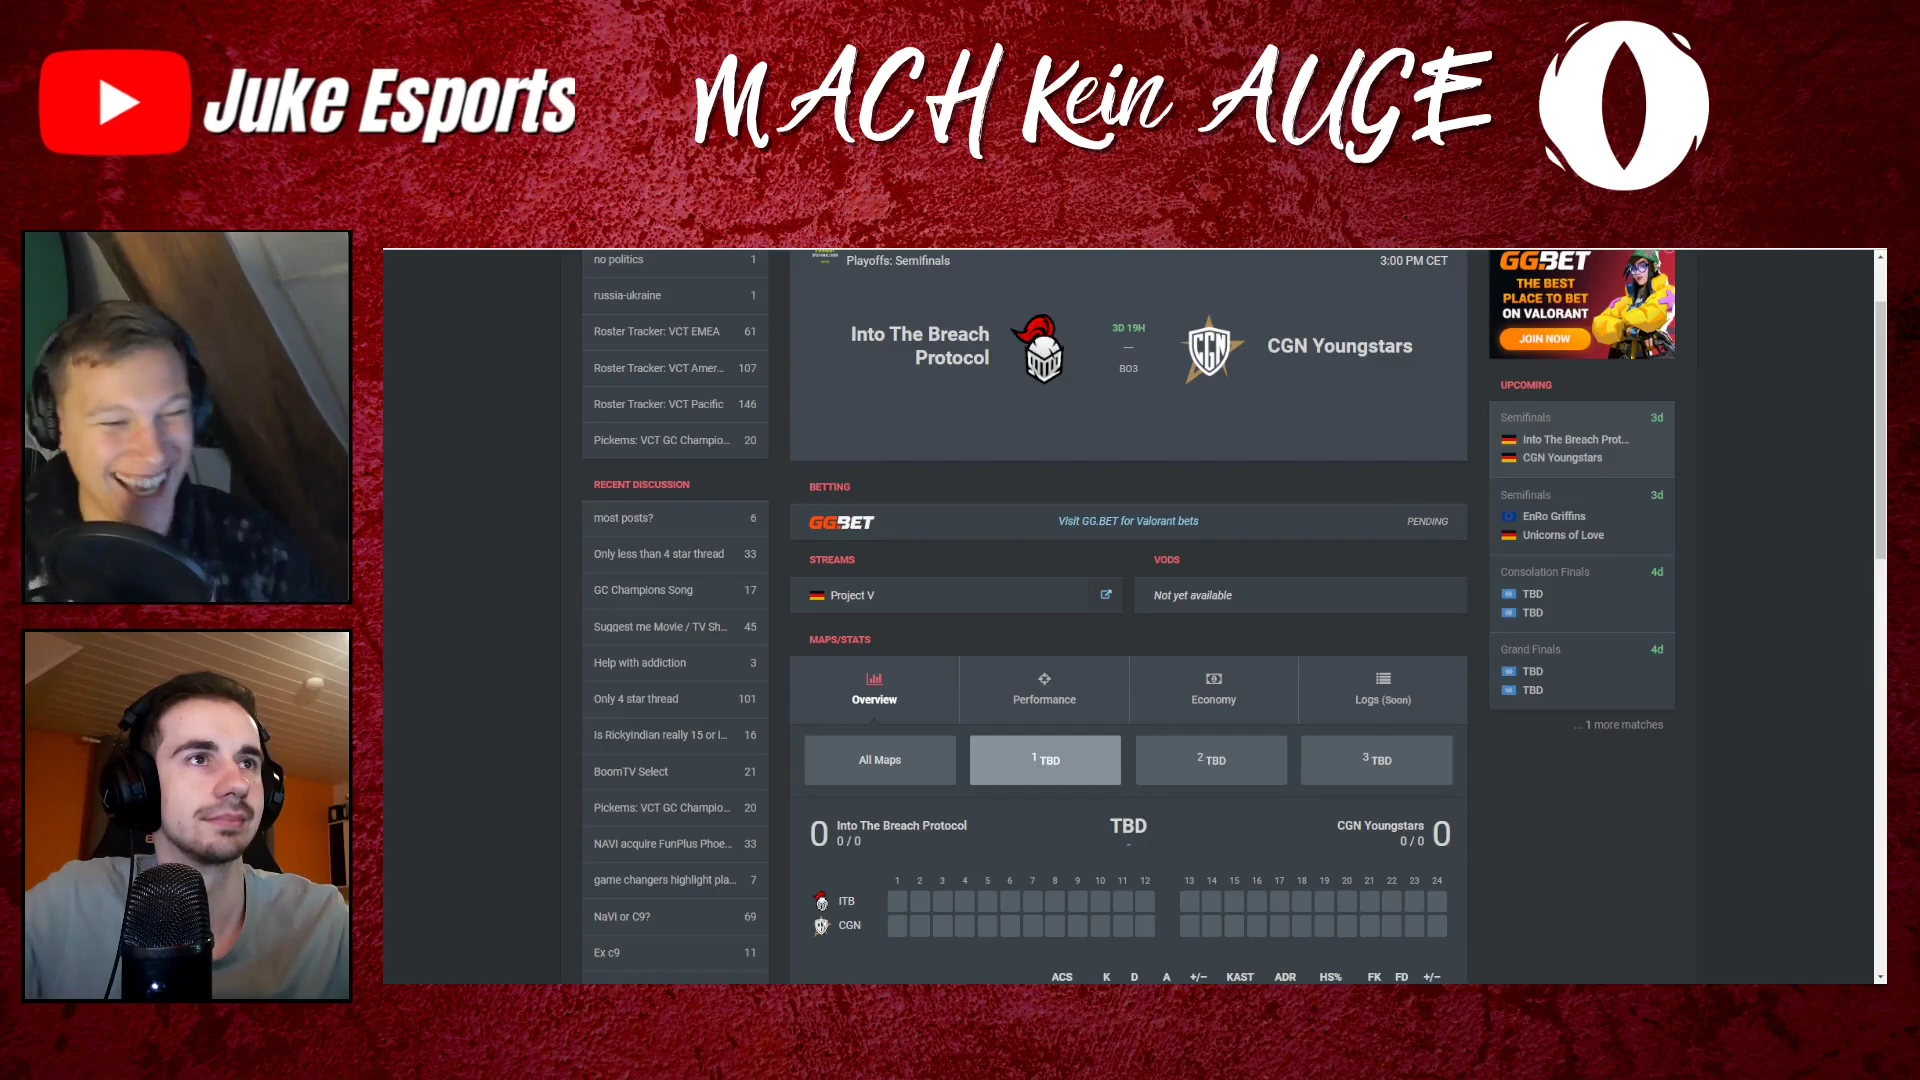 Juke Esports
MACH Kein AUGE
no politics 1
russia-ukraine 1
Roster Tracker: VCT EMEA 61
Roster Tracker: VCT Amer... 107
Roster Tracker: VCT Pacific 146
Pickems: VCT GC Champio... 20
RECENT DISCUSSION
most posts? 6
Only less than 4 star thread 33
GC Champions Song 17
Suggest me Movie / TV Sh... 45
Help with addiction 3
Only 4 star thread 101
Is RickyIndian really 15 or i... 16
BoomTV Select 21
Pickems: VCT GC Champio... 20
NAVI acquire FunPlus Phoe... 33
game changers highlight pla... 7
NaVi or C9? 69
Ex c9 11
Playoffs: Semifinals 3:00 PM CET
Into The Breach
Protocol
3D 19H
—
BO3
CGN
CGN Youngstars
BETTING
GG.BET Visit GG.BET for Valorant bets PENDING
STREAMS VODS
Project V Not yet available
MAPS/STATS
Overview Performance Economy Logs (Soon)
All Maps 1 TBD 2 TBD 3 TBD
0 Into The Breach Protocol TBD CGN Youngstars 0
0 / 0 - 0 / 0
1 2 3 4 5 6 7 8 9 10 11 12 13 14 15 16 17 18 19 20 21 22 23 24
ITB
CGN
ACS K D A +/– KAST ADR HS% FK FD +/–
GG.BET
THE BEST
PLACE TO BET
ON VALORANT
JOIN NOW
UPCOMING
Semifinals 3d
Into The Breach Prot...
CGN Youngstars
Semifinals 3d
EnRo Griffins
Unicorns of Love
Consolation Finals 4d
TBD
TBD
Grand Finals 4d
TBD
TBD
... 1 more matches